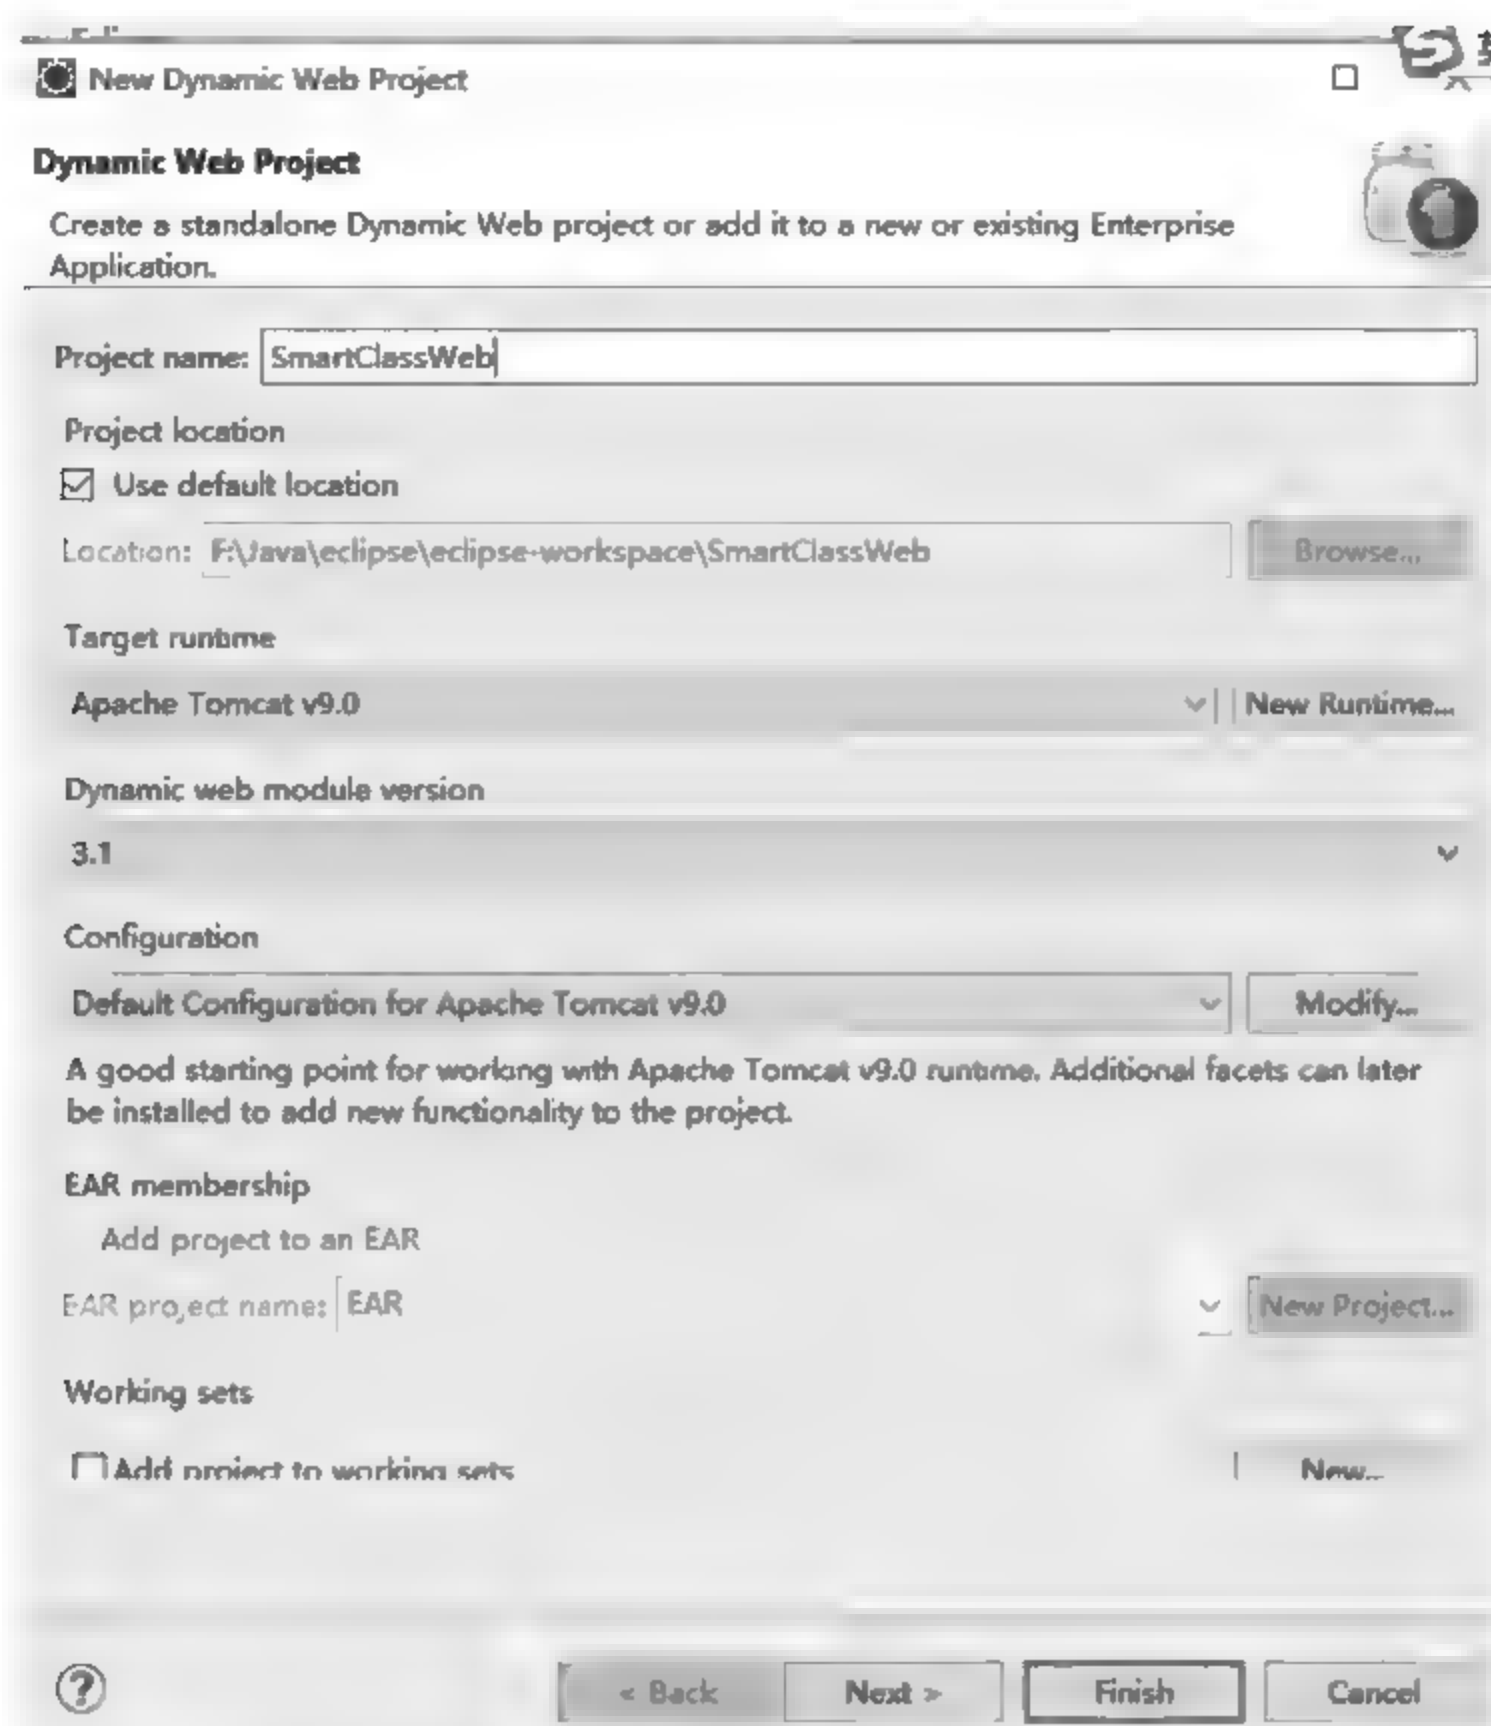 New Dynamic Web Project
Dynamic Web Project
Create a standalone Dynamic Web project or add it to a new or existing Enterprise
Application.
Project name: SmartClassWeb
Project location
Use default location
Location: F:\Java\eclipse\eclipse-workspace\SmartClassWeb Browse...
Target runtime
Apache Tomcat v9.0 New Runtime...
Dynamic web module version
3.1
Configuration
Default Configuration for Apache Tomcat v9.0 Modify...
A good starting point for working with Apache Tomcat v9.0 runtime. Additional facets can later
be installed to add new functionality to the project.
EAR membership
Add project to an EAR
EAR project name: EAR New Project...
Working sets
Add project to working sets New...
? < Back Next > Finish Cancel